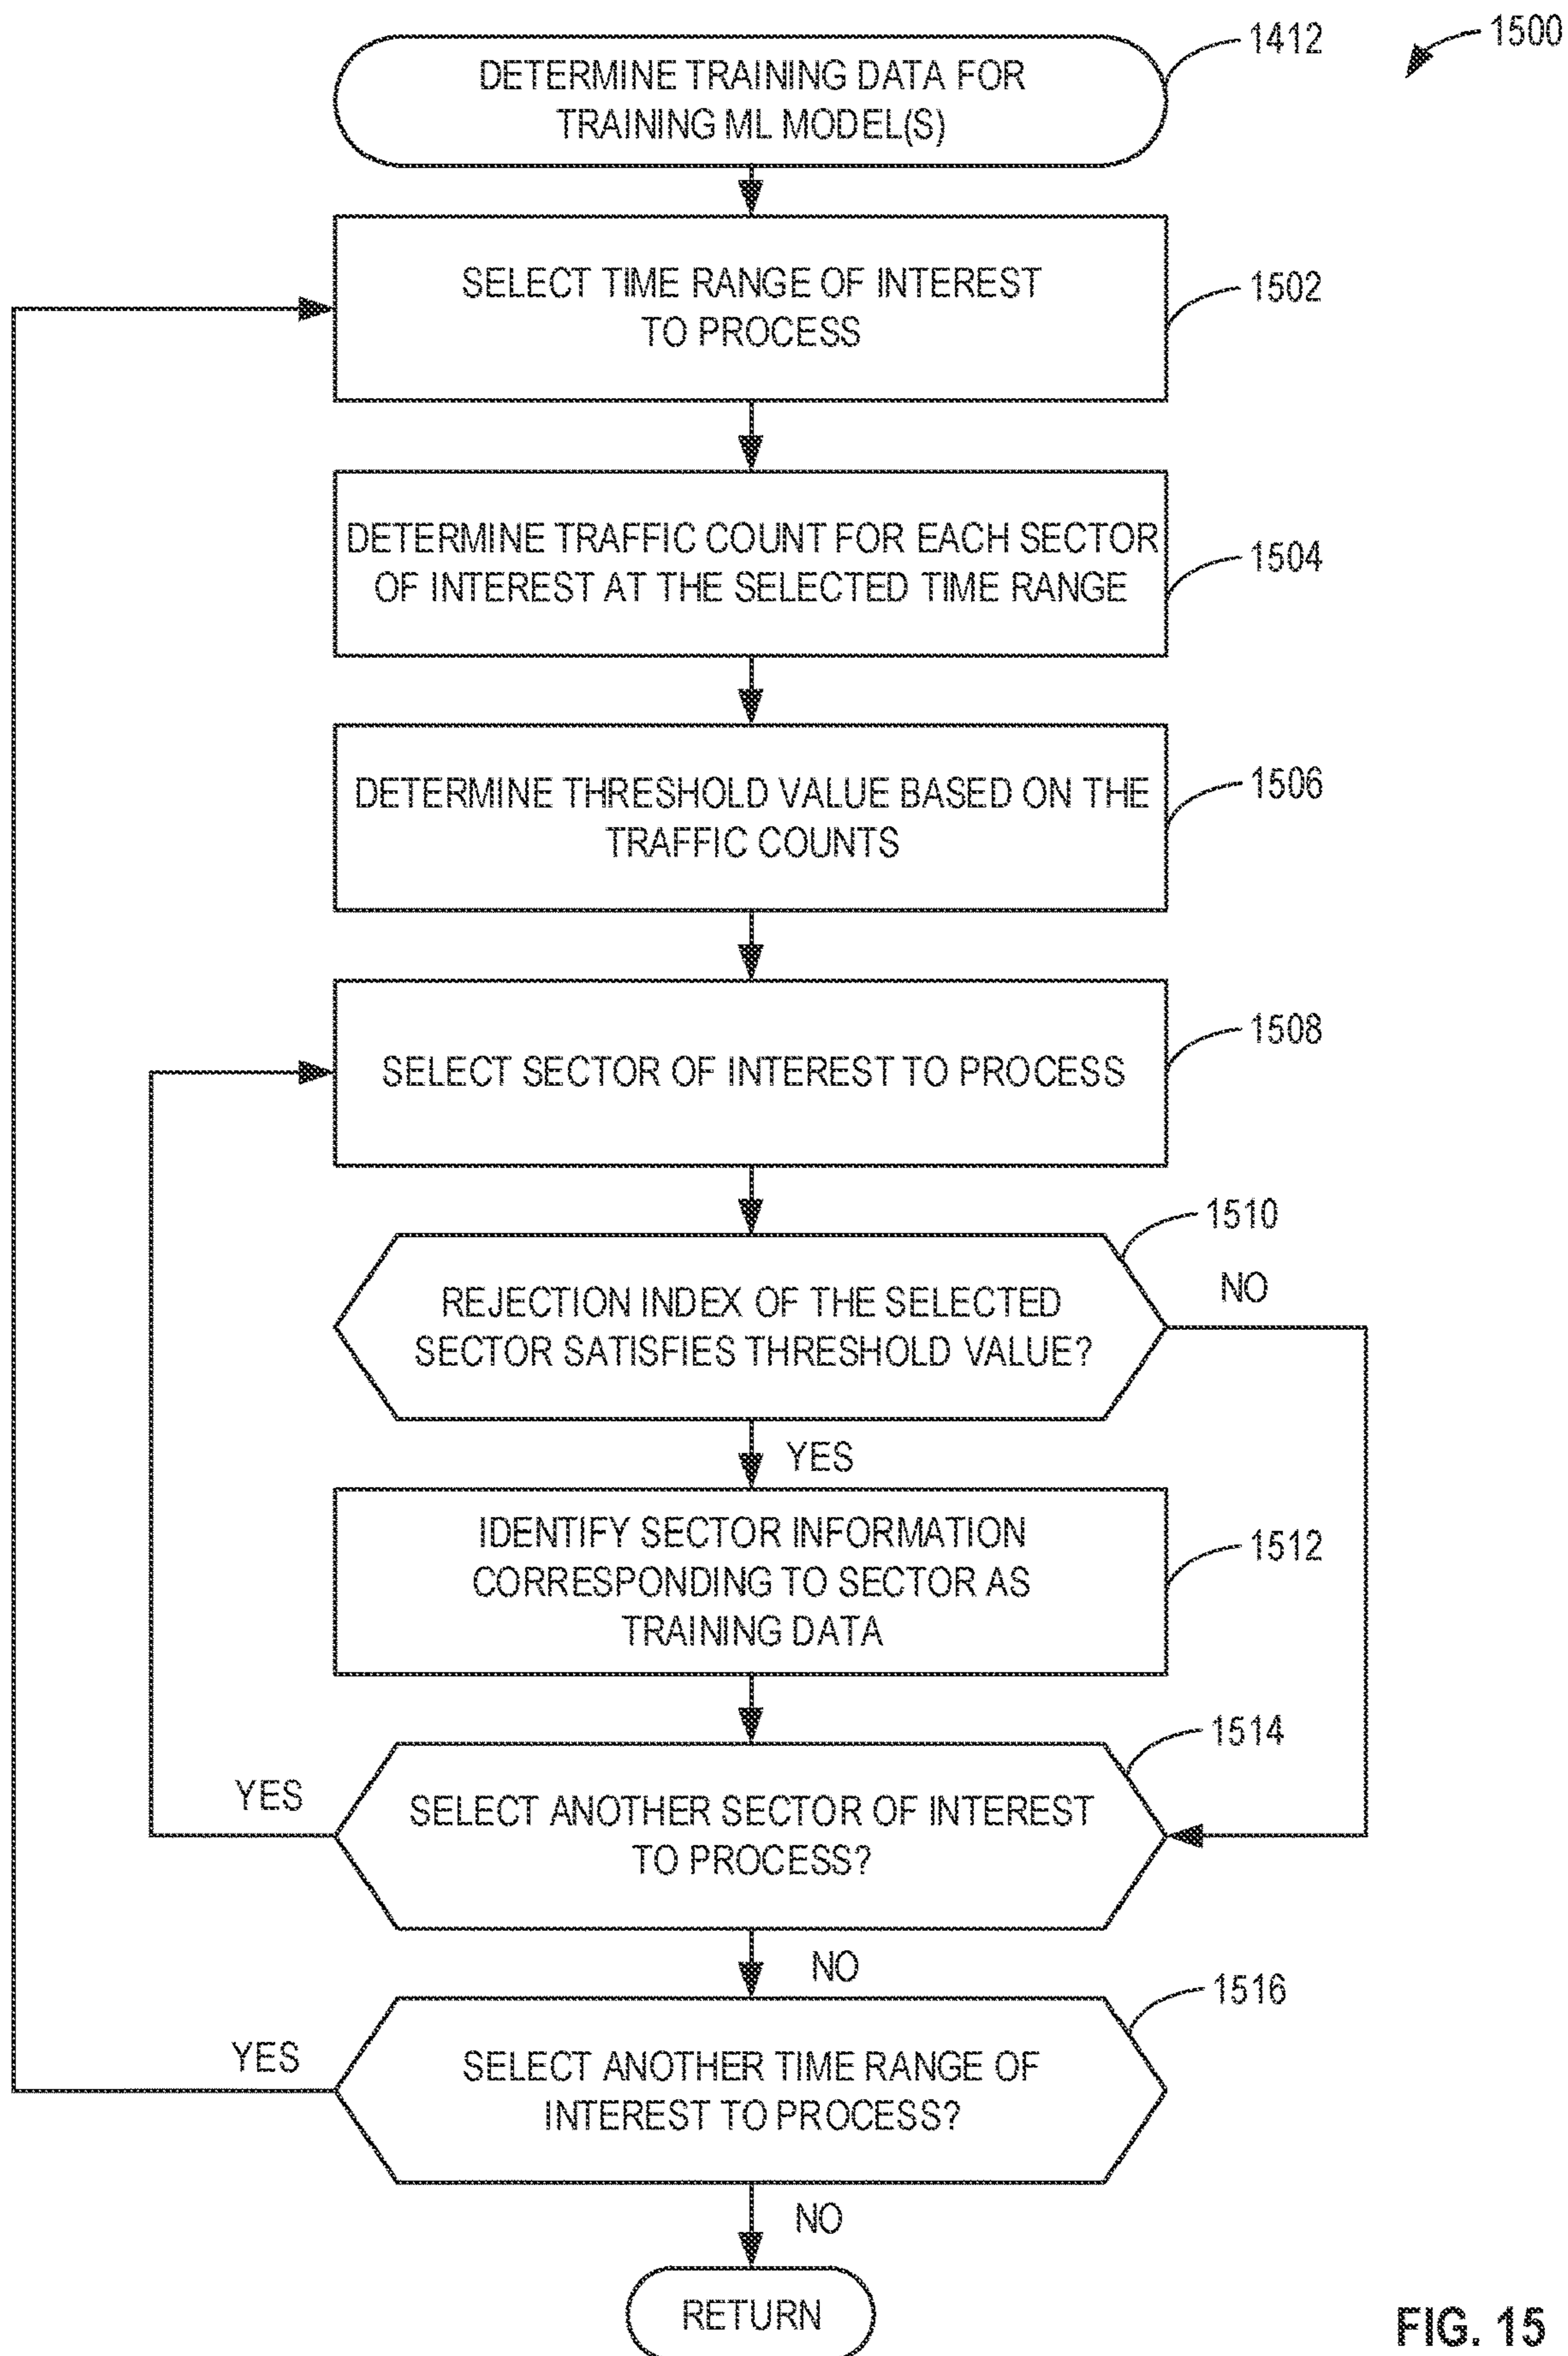 1412
1500
DETERMINE TRAINING DATA FOR
TRAINING ML MODEL(S)
SELECT TIME RANGE OF INTEREST
TO PROCESS
1502
DETERMINE TRAFFIC COUNT FOR EACH SECTOR
OF INTEREST AT THE SELECTED TIME RANGE
1504
DETERMINE THRESHOLD VALUE BASED ON THE
TRAFFIC COUNTS
1506
SELECT SECTOR OF INTEREST TO PROCESS
1508
1510
REJECTION INDEX OF THE SELECTED
SECTOR SATISFIES THRESHOLD VALUE?
NO
YES
IDENTIFY SECTOR INFORMATION
CORRESPONDING TO SECTOR AS
TRAINING DATA
1512
1514
YES
SELECT ANOTHER SECTOR OF INTEREST
TO PROCESS?
NO
1516
YES
SELECT ANOTHER TIME RANGE OF
INTEREST TO PROCESS?
NO
RETURN
FIG. 15